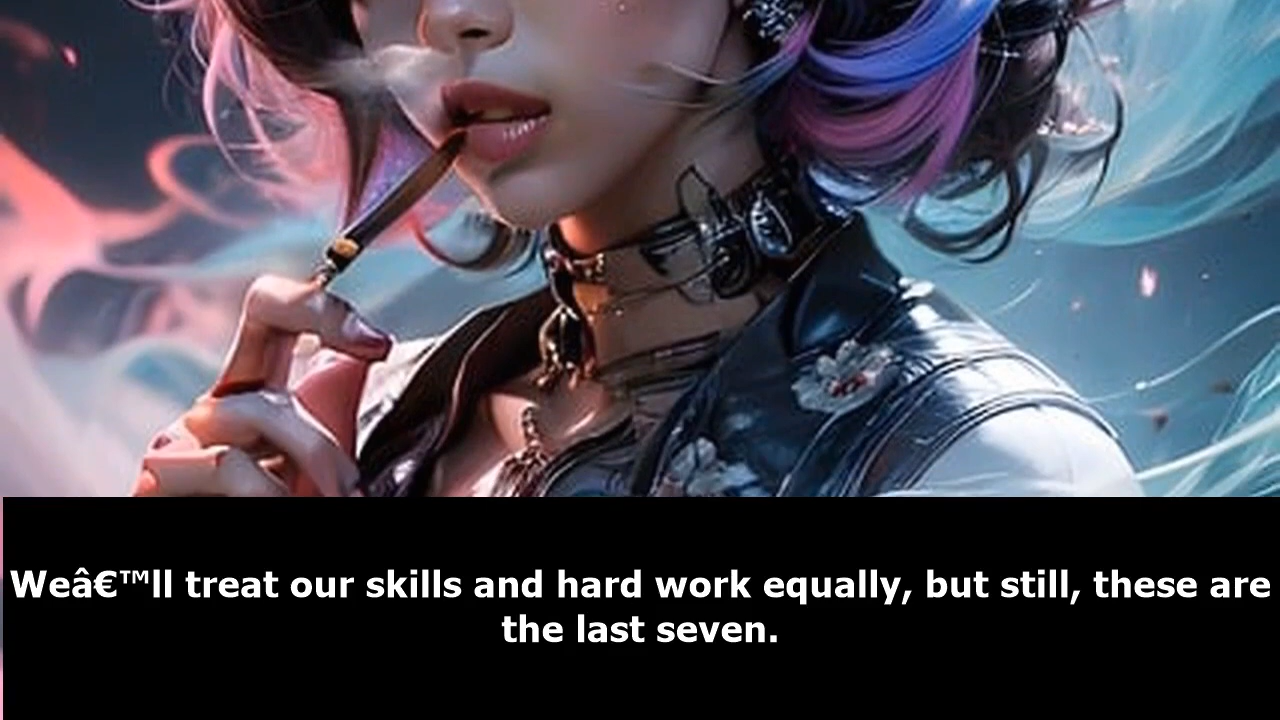 Weâ€™ll treat our skills and hard work equally, but still, these are
the last seven.